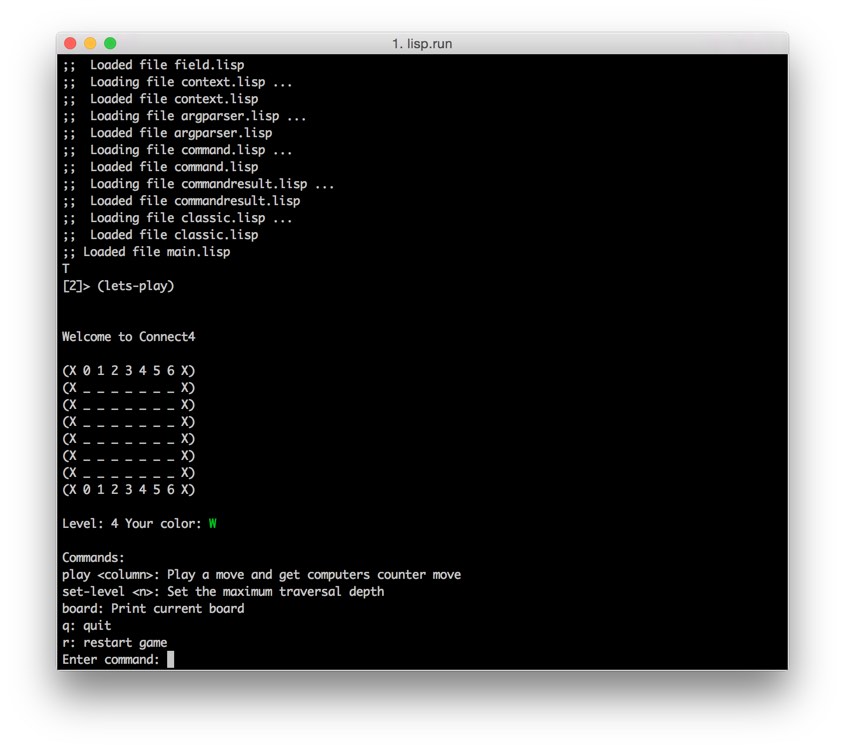 1. lisp.run
;;  Loaded file field.lisp
;;  Loading file context.lisp ...
;;  Loaded file context.lisp
;;  Loading file argparser.lisp ...
;;  Loaded file argparser.lisp
;;  Loading file command.lisp ...
;;  Loaded file command.lisp
;;  Loading file commandresult.lisp ...
;;  Loaded file commandresult.lisp
;;  Loading file classic.lisp ...
;;  Loaded file classic.lisp
;; Loaded file main.lisp
T
[2]> (lets-play)
Welcome to Connect4
(X 0 1 2 3 4 5 6 X)
(X _ _ _ _ _ _ _ X)
(X _ _ _ _ _ _ _ X)
(X _ _ _ _ _ _ _ X)
(X _ _ _ _ _ _ _ X)
(X _ _ _ _ _ _ _ X)
(X _ _ _ _ _ _ _ X)
(X 0 1 2 3 4 5 6 X)
Level: 4 Your color: W
Commands:
play <column>: Play a move and get computers counter move
set-level <n>: Set the maximum traversal depth
board: Print current board
q: quit
r: restart game
Enter command: